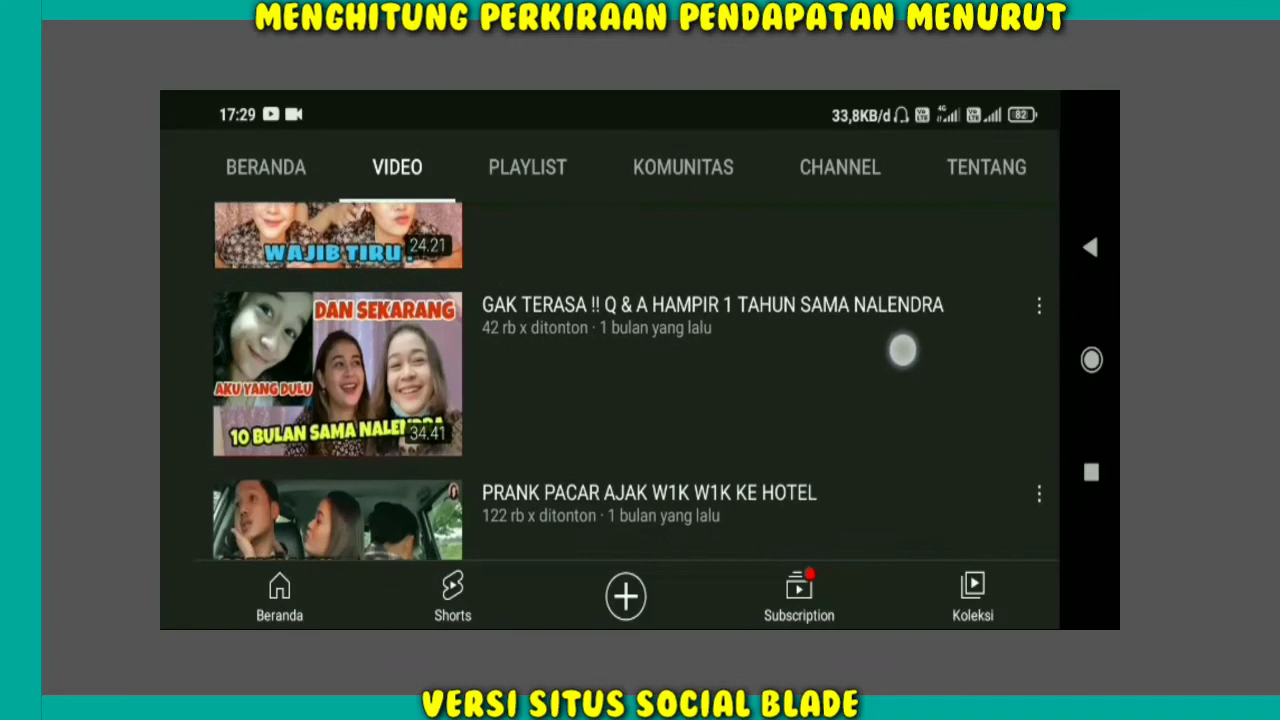 MENGHITUNG PERKIRAAN PENDAPATAN MENURUT
17:29
33,8KB/d
4G
82
BERANDA
VIDEO
PLAYLIST
KOMUNITAS
CHANNEL
TENTANG
WAJIB TIRU
24.21
DAN SEKARANG
AKU YANG DULU
10 BULAN SAMA NALENDRA
34.41
GAK TERASA !! Q & A HAMPIR 1 TAHUN SAMA NALENDRA
42 rb x ditonton · 1 bulan yang lalu
PRANK PACAR AJAK W1K W1K KE HOTEL
122 rb x ditonton · 1 bulan yang lalu
Beranda
Shorts
Subscription
Koleksi
VERSI SITUS SOCIAL BLADE